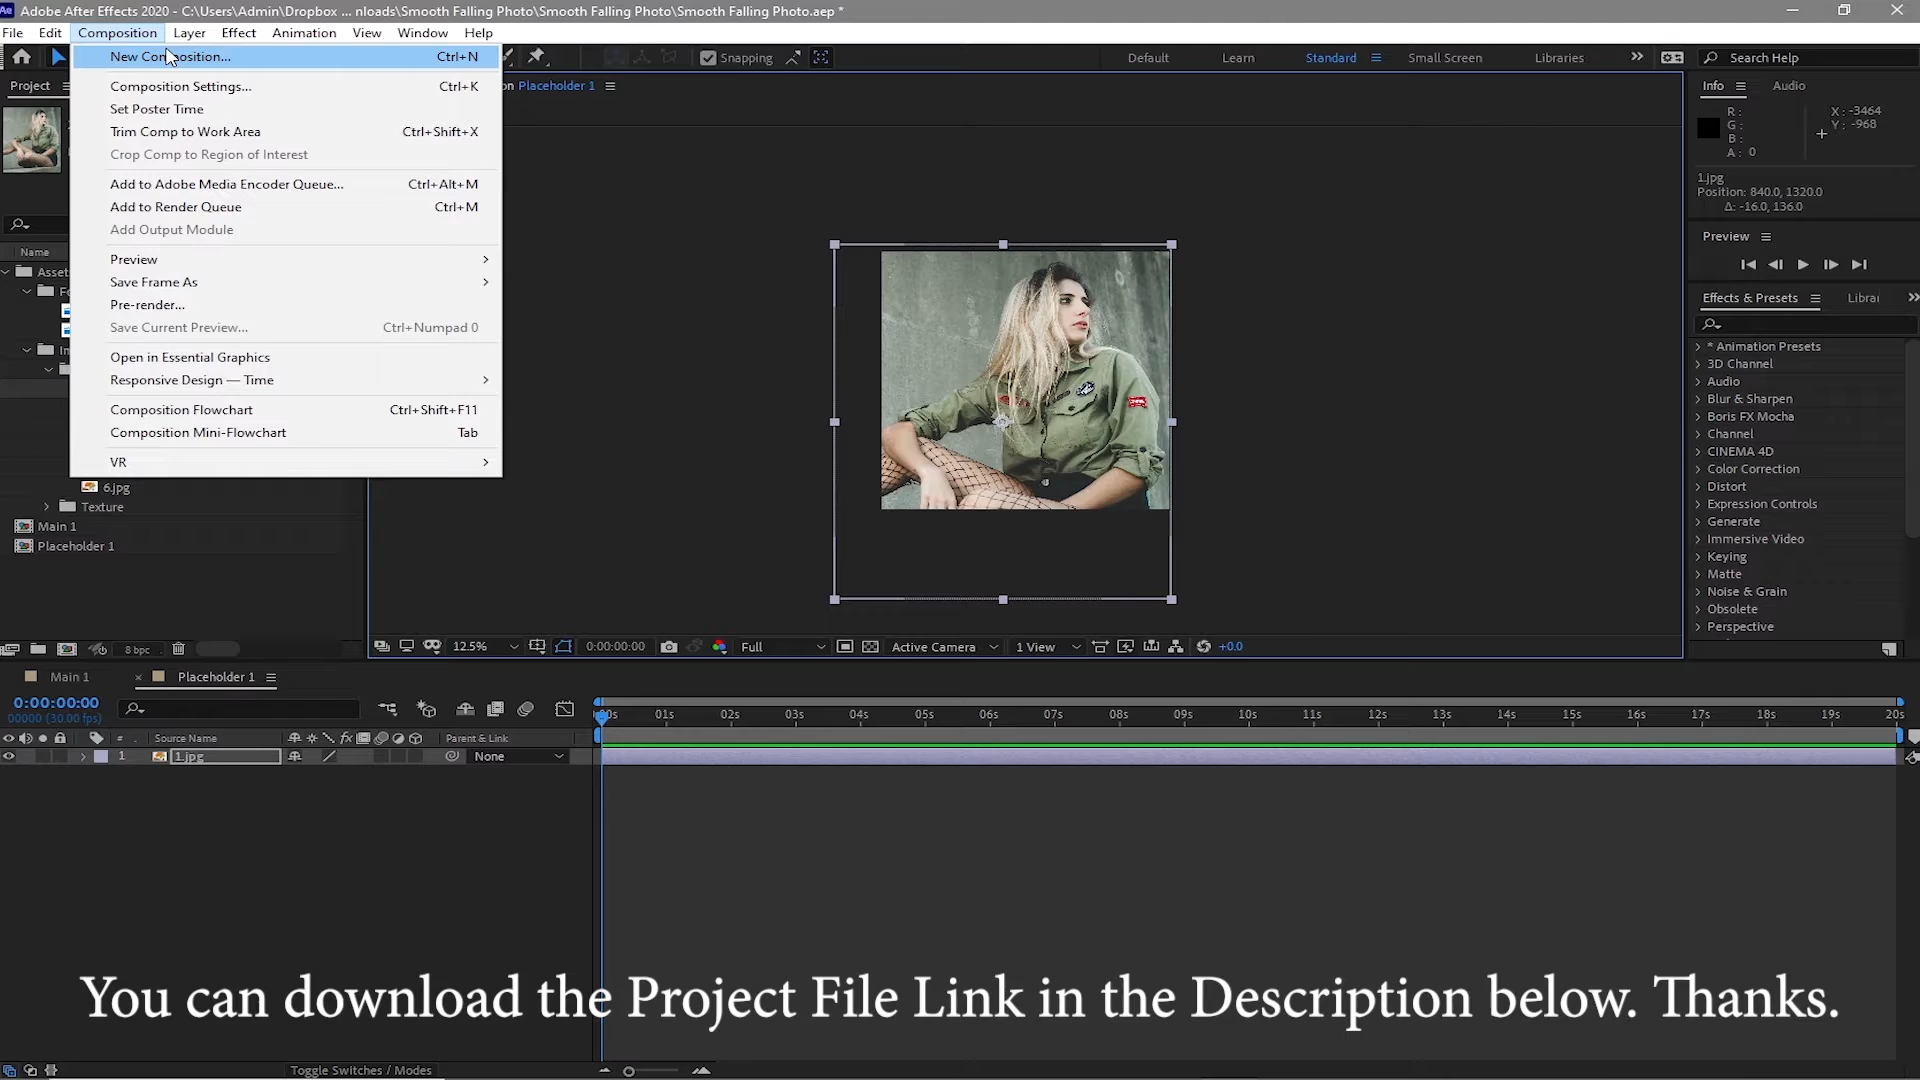 Adobe After Effects 2020 - C:\Users\Admin\Dropbox ... nloads\Smooth Falling Photo\Smooth Falling Photo\Smooth Falling Photo.aep *
File Edit Composition Layer Effect Animation View Window Help
New Composition... Ctrl+N
Composition Settings... Ctrl+K
Set Poster Time
Trim Comp to Work Area Ctrl+Shift+X
Crop Comp to Region of Interest
Add to Adobe Media Encoder Queue... Ctrl+Alt+M
Add to Render Queue Ctrl+M
Add Output Module
Preview
Save Frame As
Pre-render...
Save Current Preview... Ctrl+Numpad 0
Open in Essential Graphics
Responsive Design — Time
Composition Flowchart Ctrl+Shift+F11
Composition Mini-Flowchart Tab
VR
Snapping
Default Learn Standard Small Screen Libraries
Search Help
Project
Placeholder 1
Name
Asset
6.jpg
Texture
Main 1
Placeholder 1
8 bpc
Info Audio
R:
G:
B:
A: 0
X: -3464
Y: -968
1.jpg
Position: 840.0, 1320.0
Δ: -16.0, 136.0
Preview
Effects & Presets Librai
* Animation Presets
3D Channel
Audio
Blur & Sharpen
Boris FX Mocha
Channel
CINEMA 4D
Color Correction
Distort
Expression Controls
Generate
Immersive Video
Keying
Matte
Noise & Grain
Obsolete
Perspective
12.5% 0:00:00:00 Full Active Camera 1 View +0.0
Main 1 × Placeholder 1
0:00:00:00
00000 (30.00 fps)
01s 02s 03s 04s 05s 06s 07s 08s 09s 10s 11s 12s 13s 14s 15s 16s 17s 18s 19s 20s
# Source Name fx Parent & Link
1 1.jpg None
You can download the Project File Link in the Description below. Thanks.
Toggle Switches / Modes